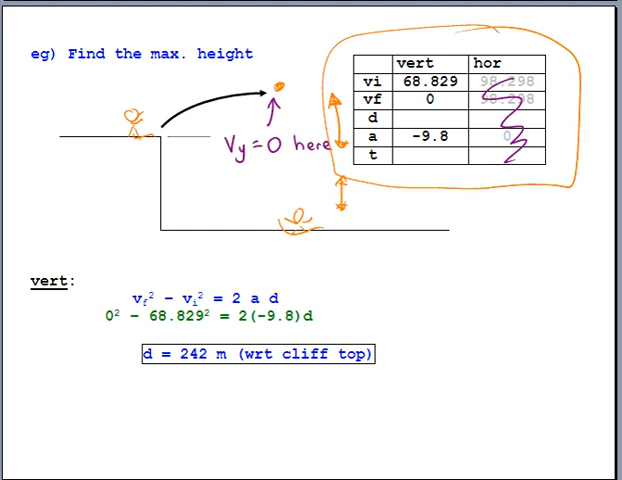 eg) Find the max. height
vert hor
vi 68.829 98.298
vf 0 98.298
d
a -9.8 0
t
Vy = 0 here
vert:
vf² - vi² = 2 a d
0² - 68.829² = 2(-9.8)d
d = 242 m (wrt cliff top)